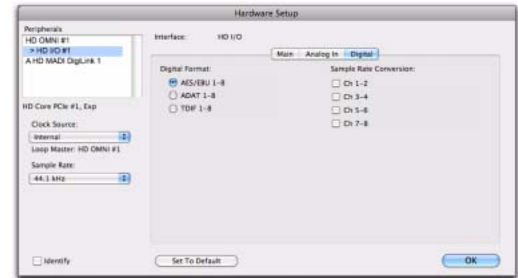 Hardware Setup
Peripherals
HD OMNI #1
> HD I/O #1
A HD MADI DigiLink 1
HD Core PCIe #1, Exp
Clock Source:
Internal
Loop Master: HD OMNI #1
Sample Rate:
44.1 kHz
Identify
Interface: HD I/O
Main Analog In Digital
Digital Format:
AES/EBU 1-8
ADAT 1-8
TDIF 1-8
Sample Rate Conversion:
Ch 1-2
Ch 3-4
Ch 5-6
Ch 7-8
Set To Default
OK